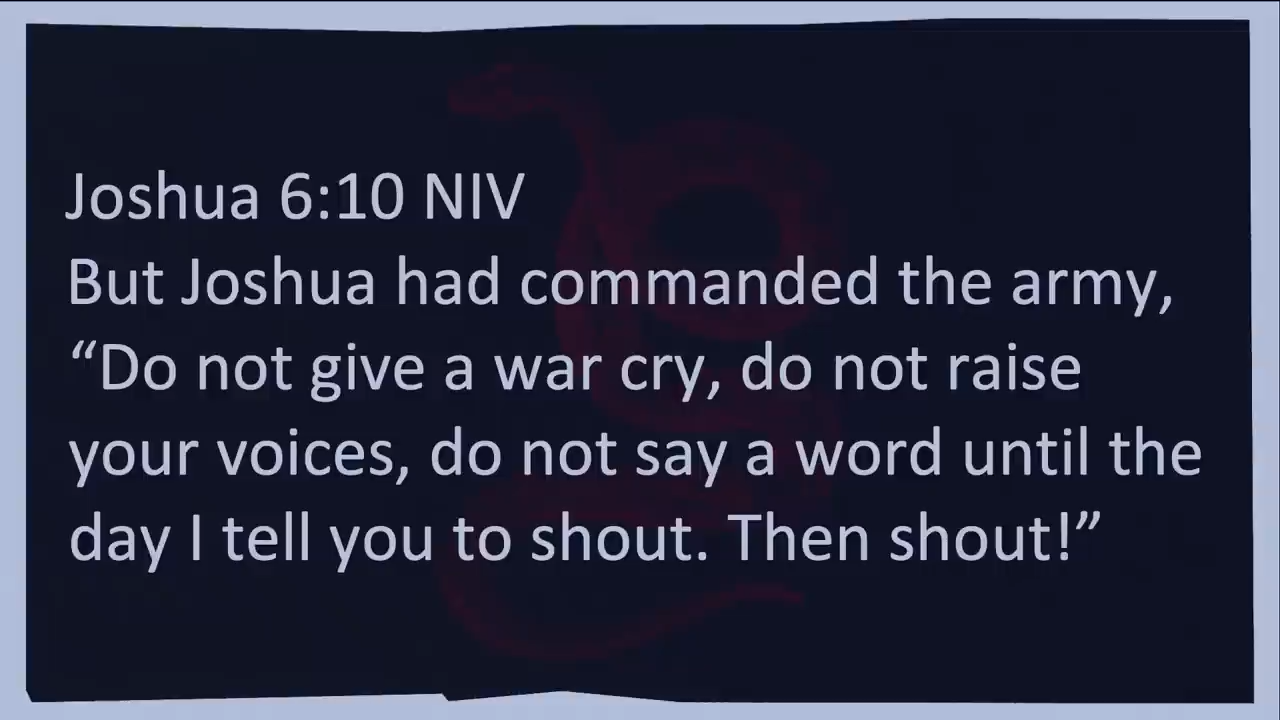 Joshua 6:10 NIV
But Joshua had commanded the army,
“Do not give a war cry, do not raise
your voices, do not say a word until the
day I tell you to shout. Then shout!”